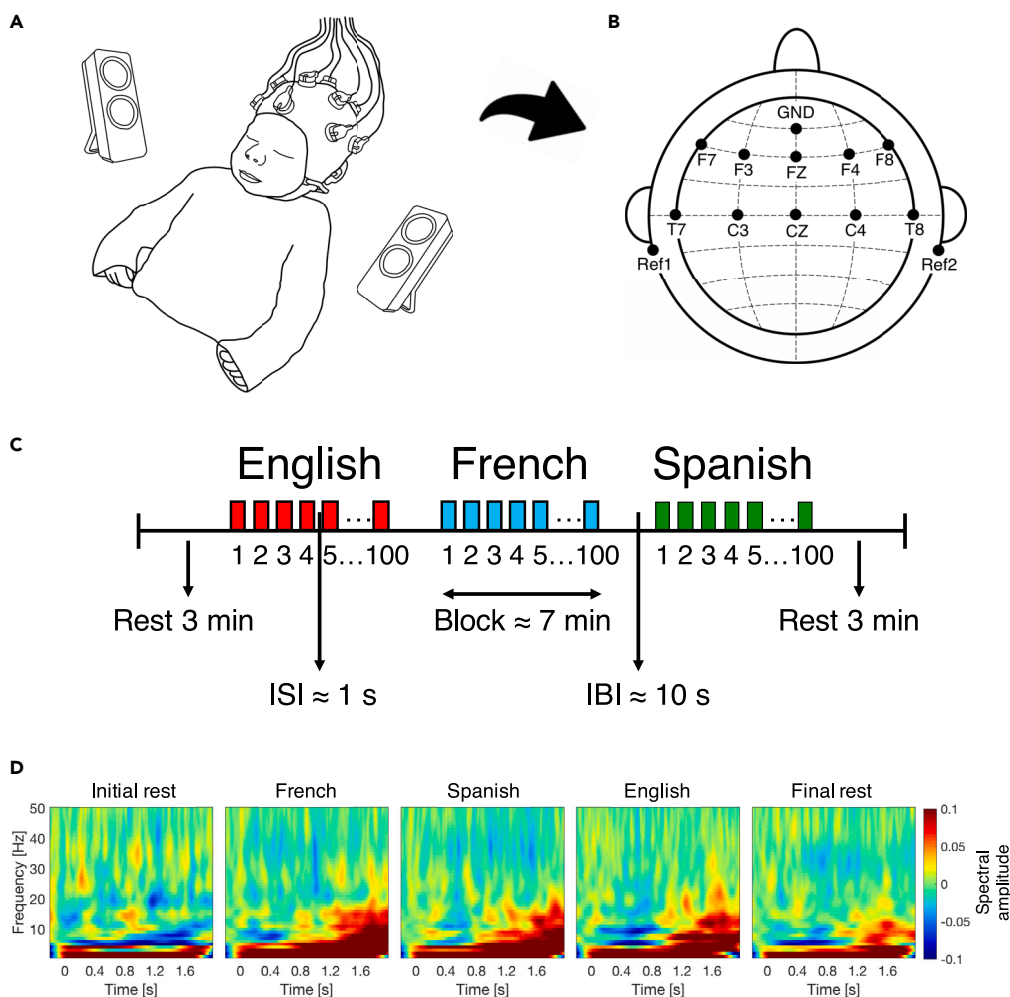 A
B
GND
F7 F3 FZ F4 F8
T7 C3 CZ C4 T8
Ref1 Ref2
C
English French Spanish
... ... ...
1 2 3 4 5...100 1 2 3 4 5...100 1 2 3 4 5...100
Rest 3 min Block ≈ 7 min Rest 3 min
ISI ≈ 1 s IBI ≈ 10 s
D
Initial rest French Spanish English Final rest
Frequency [Hz]
50
40
30
20
10
0 0.4 0.8 1.2 1.6 0 0.4 0.8 1.2 1.6 0 0.4 0.8 1.2 1.6 0 0.4 0.8 1.2 1.6 0 0.4 0.8 1.2 1.6
Time [s] Time [s] Time [s] Time [s] Time [s]
0.1
0.05
0
-0.05
-0.1
Spectral
amplitude